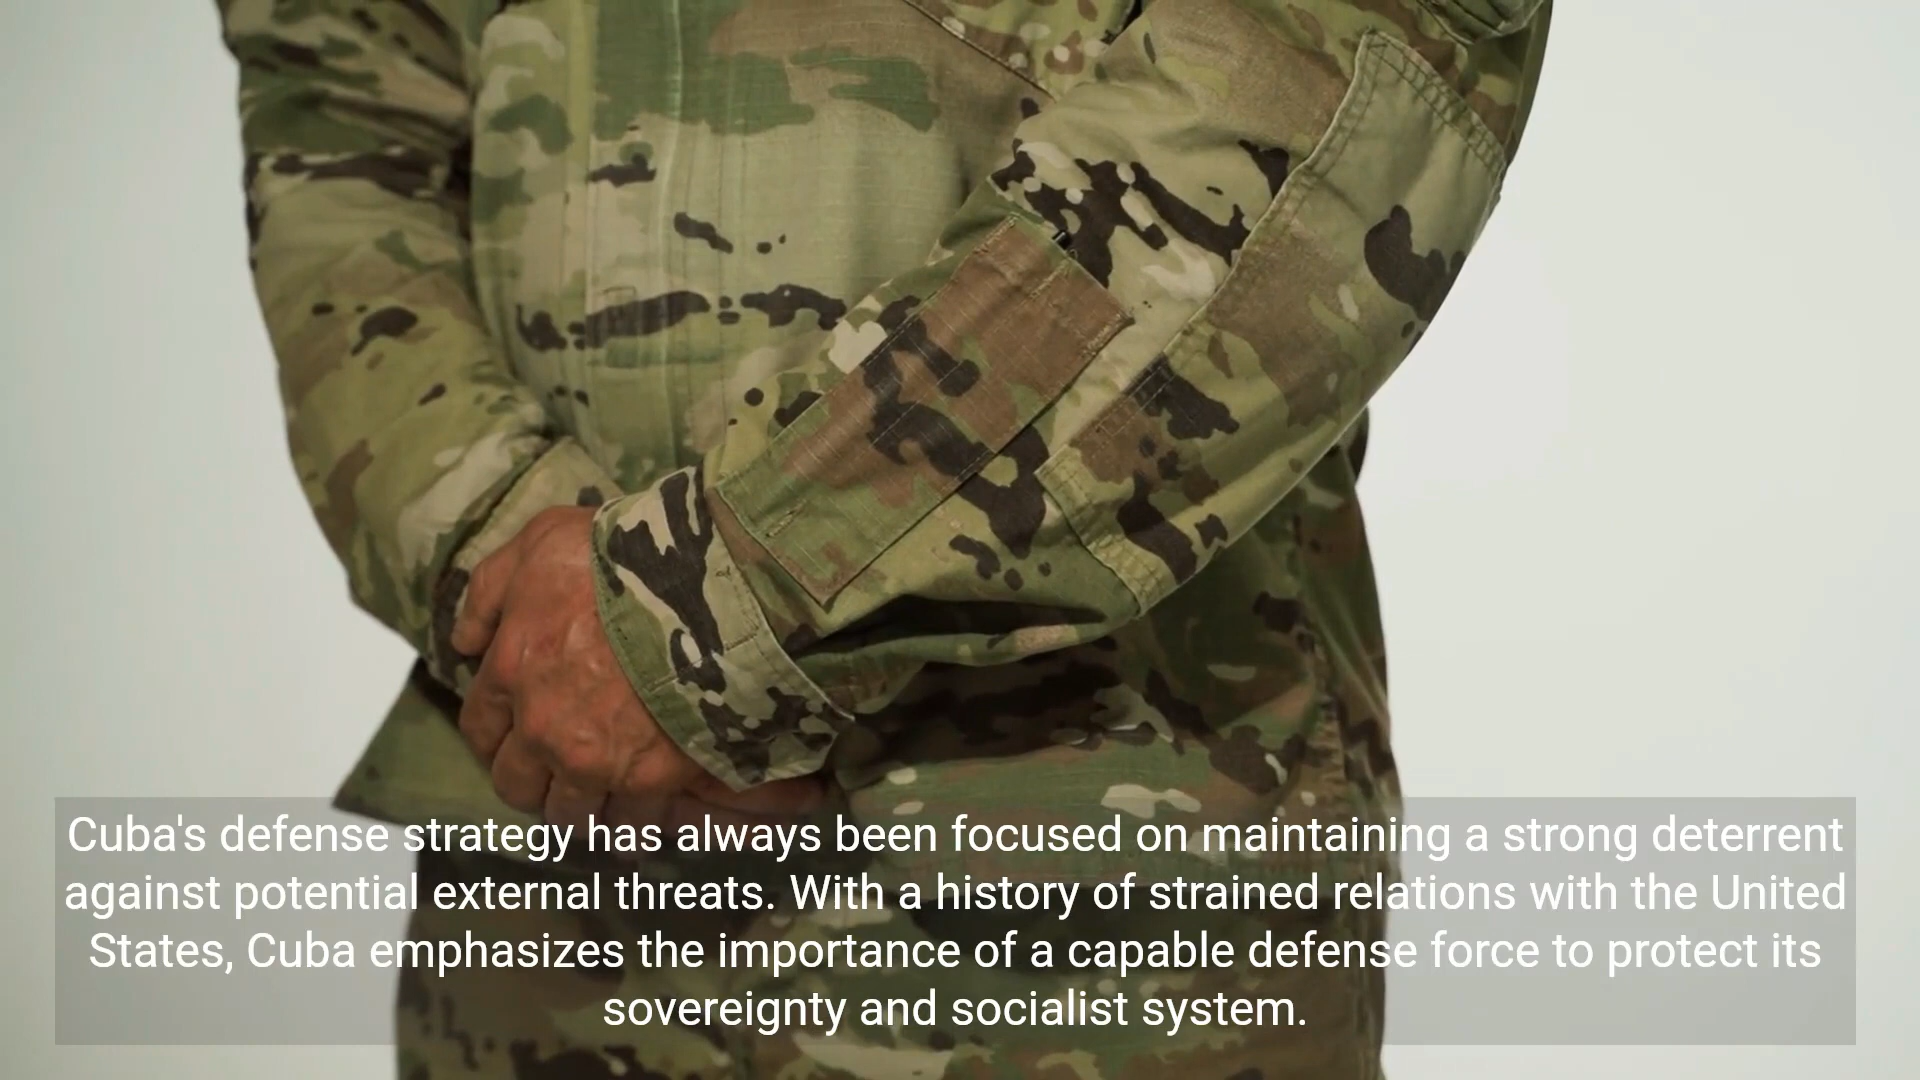 Cuba's defense strategy has always been focused on maintaining a strong deterrent
against potential external threats. With a history of strained relations with the United
States, Cuba emphasizes the importance of a capable defense force to protect its
sovereignty and socialist system.